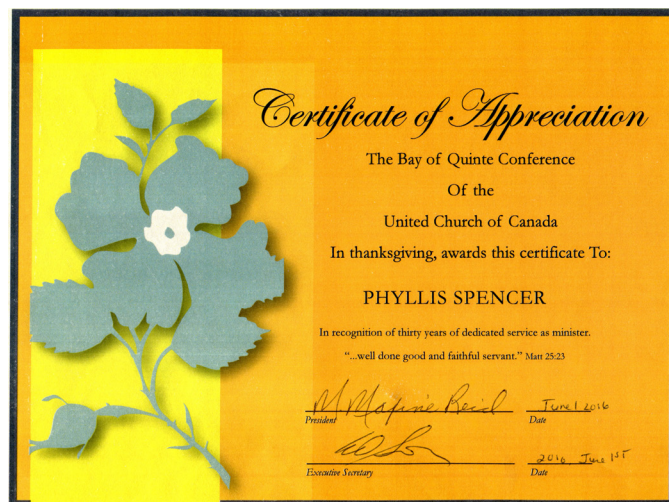 Certificate of Appreciation
The Bay of Quinte Conference
Of the
United Church of Canada
In thanksgiving, awards this certificate To:
PHYLLIS SPENCER
In recognition of thirty years of dedicated service as minister.
“...well done good and faithful servant.” Matt 25:23
M Maxine Reid June 1 2016
President Date
2016 June 1ST
Executive Secretary Date